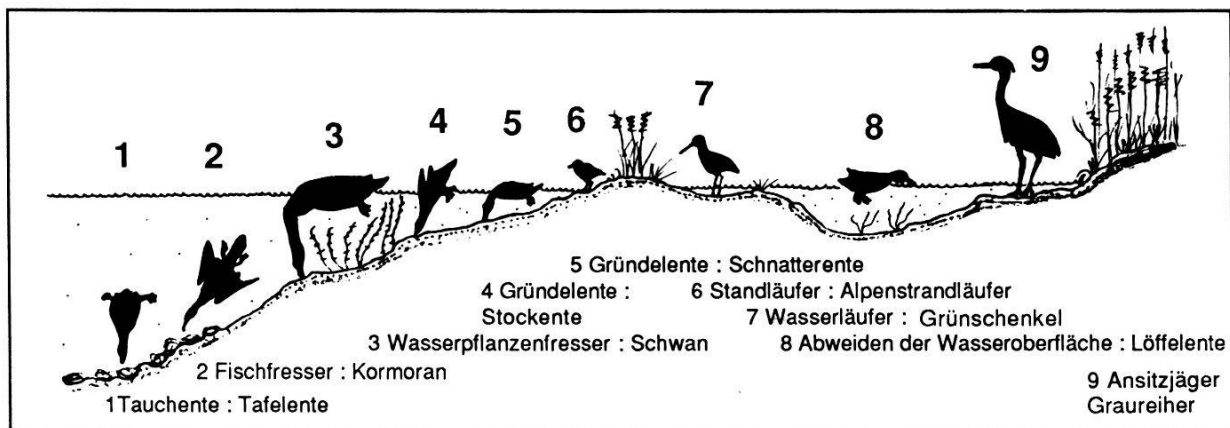 1
2
3
4
5
6
7
8
9
5 Gründelente : Schnatterente
4 Gründelente :
Stockente
6 Standläufer : Alpenstrandläufer
7 Wasserläufer : Grünschenkel
3 Wasserpflanzenfresser : Schwan
8 Abweiden der Wasseroberfläche : Löffelente
2 Fischfresser : Kormoran
9 Ansitzjäger
Graureiher
1Tauchente : Tafelente